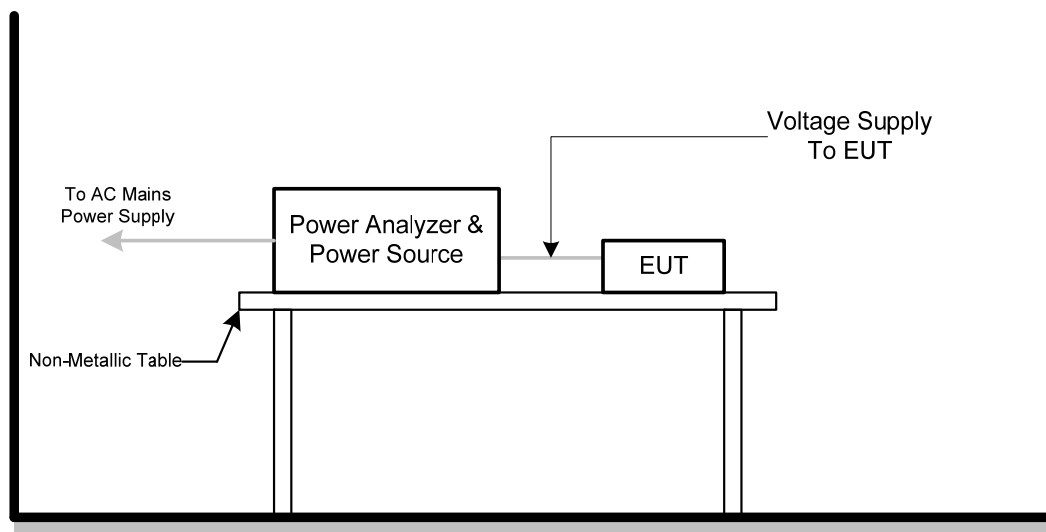 Voltage Supply
To EUT
To AC Mains
Power Supply
Power Analyzer &
Power Source
EUT
Non-Metallic Table